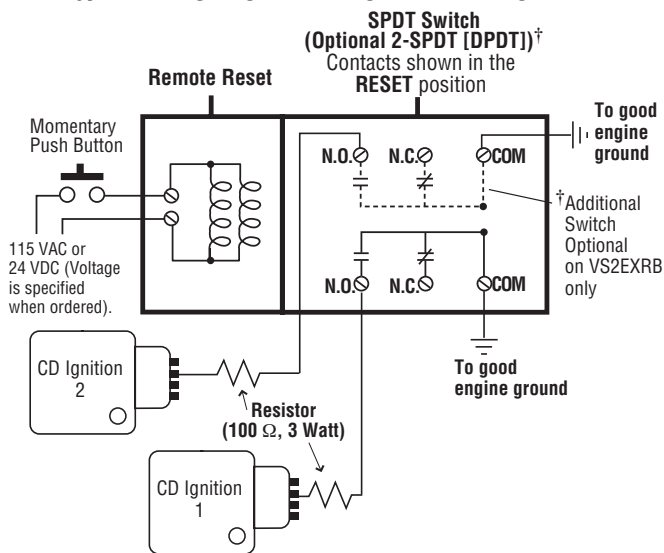 SPDT Switch
(Optional 2-SPDT [DPDT])†
Contacts shown in the
RESET position
Remote Reset
To good
engine
ground
Momentary
Push Button
N.O.
N.C.
COM
†Additional
Switch
Optional
on VS2EXRB
only
115 VAC or
24 VDC (Voltage
is specified
when ordered).
N.O.
N.C.
COM
To good
engine ground
CD Ignition
2
Resistor
(100 Ω, 3 Watt)
CD Ignition
1